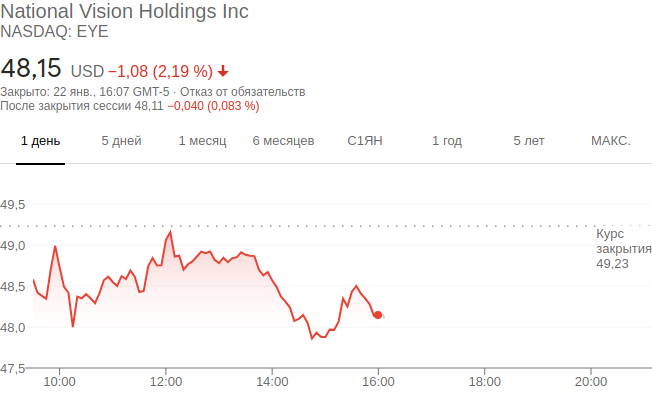 National Vision Holdings Inc
NASDAQ: EYE
48,15 USD −1,08 (2,19 %)
Закрыто: 22 янв., 16:07 GMT-5 · Отказ от обязательств
После закрытия сессии 48,11 −0,040 (0,083 %)
1 день 5 дней 1 месяц 6 месяцев С1ЯН 1 год 5 лет МАКС.
49,5
Курс
49,0
закрытия
49,23
48,5
48,0
47,5
10:00 12:00 14:00 16:00 18:00 20:00